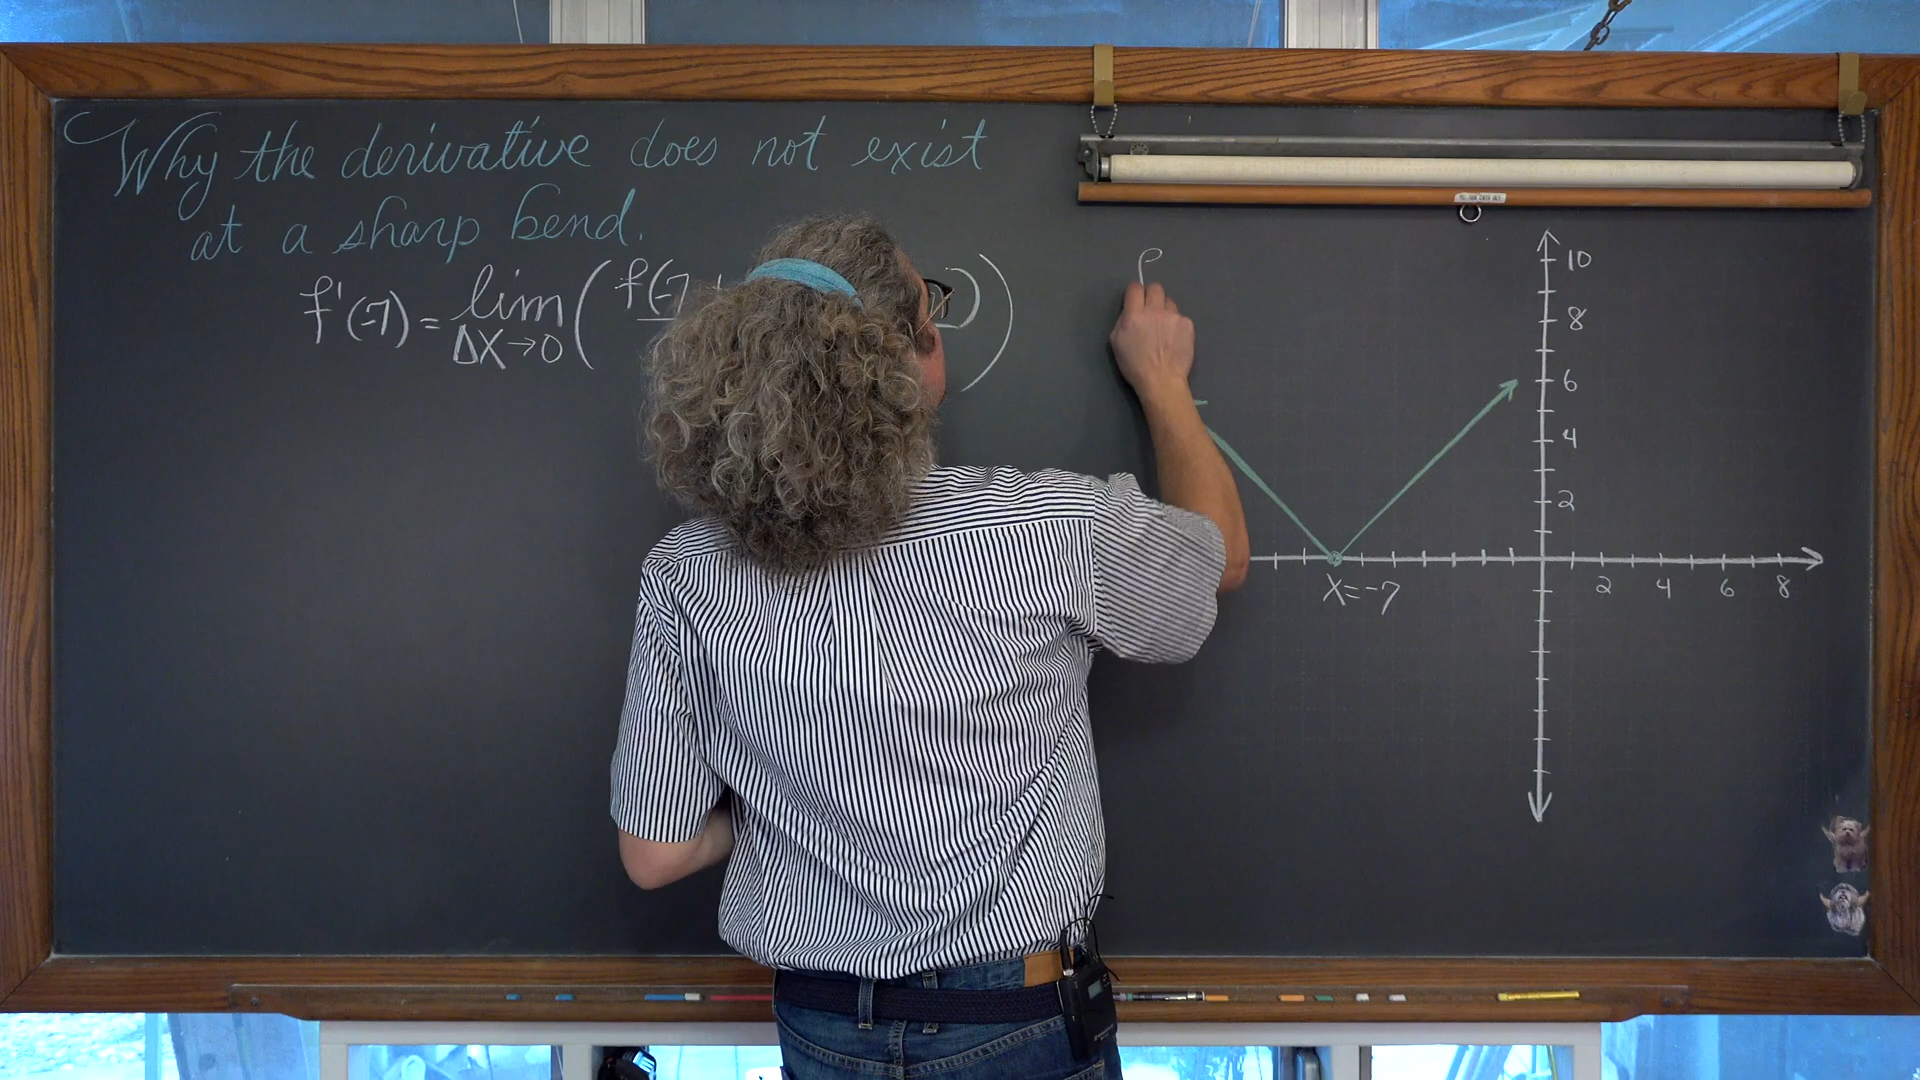 Why the derivative does not exist
at a sharp bend.
f'(-7) = lim ( f(-7 + )
Δx→0
10
8
6
4
2
x=-7
2 4 6 8